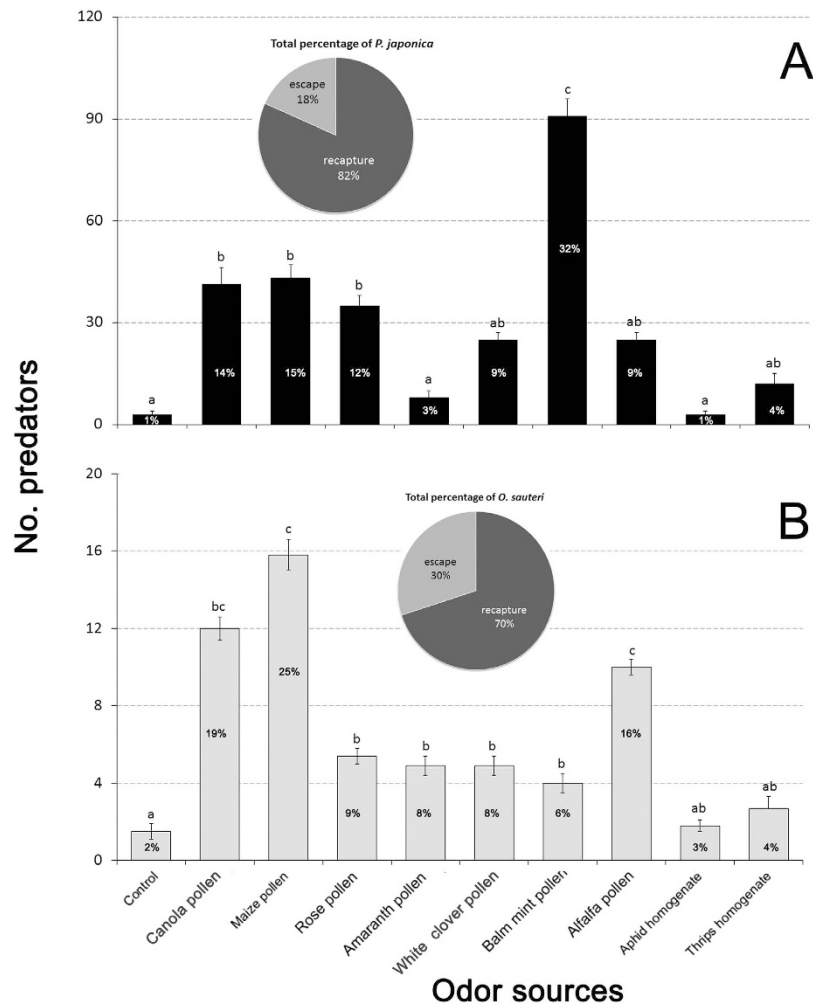 120
90
60
30
0
A
Total percentage of P. japonica
escape
18%
recapture
82%
a
b
b
b
a
ab
c
ab
a
ab
1%
14%
15%
12%
3%
9%
32%
9%
1%
4%
No. predators
20
16
12
8
4
0
B
Total percentage of O. sauteri
escape
30%
recapture
70%
a
bc
c
b
b
b
b
c
ab
ab
2%
19%
25%
9%
8%
8%
6%
16%
3%
4%
Control
Canola pollen
Maize pollen
Rose pollen
Amaranth pollen
White clover pollen
Balm mint pollen
Alfalfa pollen
Aphid homogenate
Thrips homogenate
Odor sources